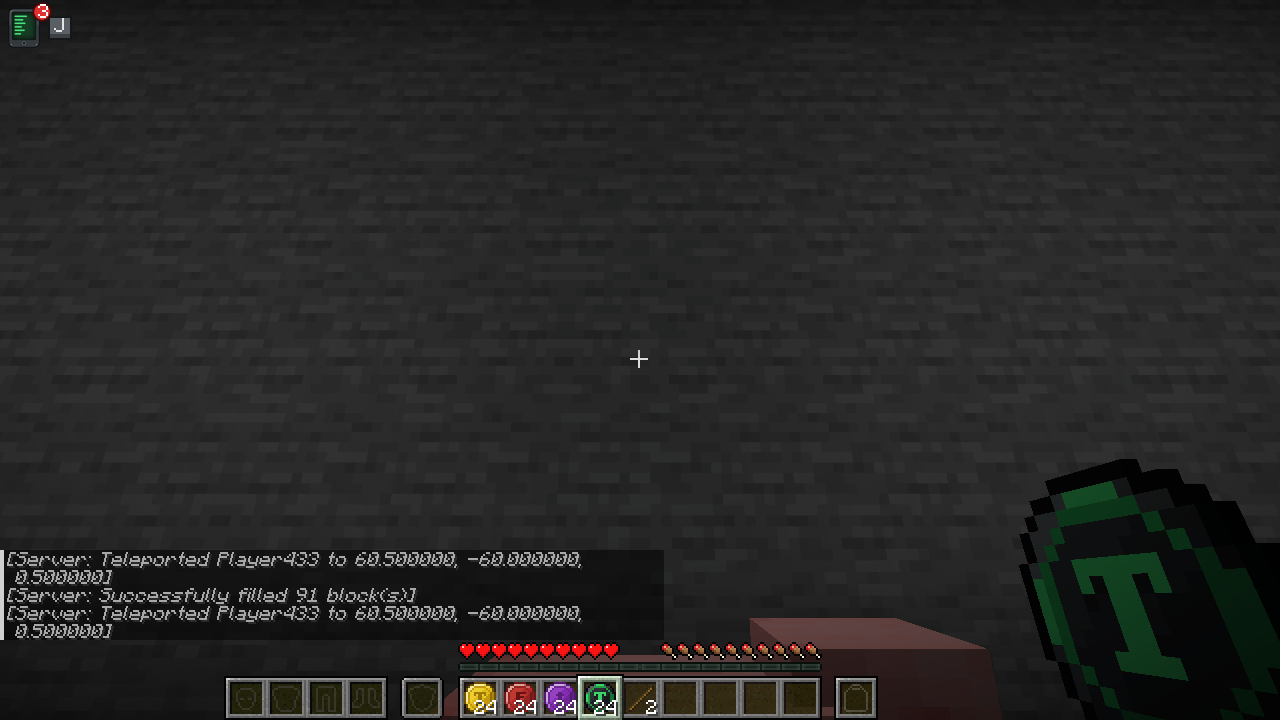 3
J
[Server: Teleported Player433 to 60.500000, -60.000000,
0.500000]
[Server: Successfully filled 91 block(s)]
[Server: Teleported Player433 to 60.500000, -60.000000,
0.500000]
T
24 24 24 24 2